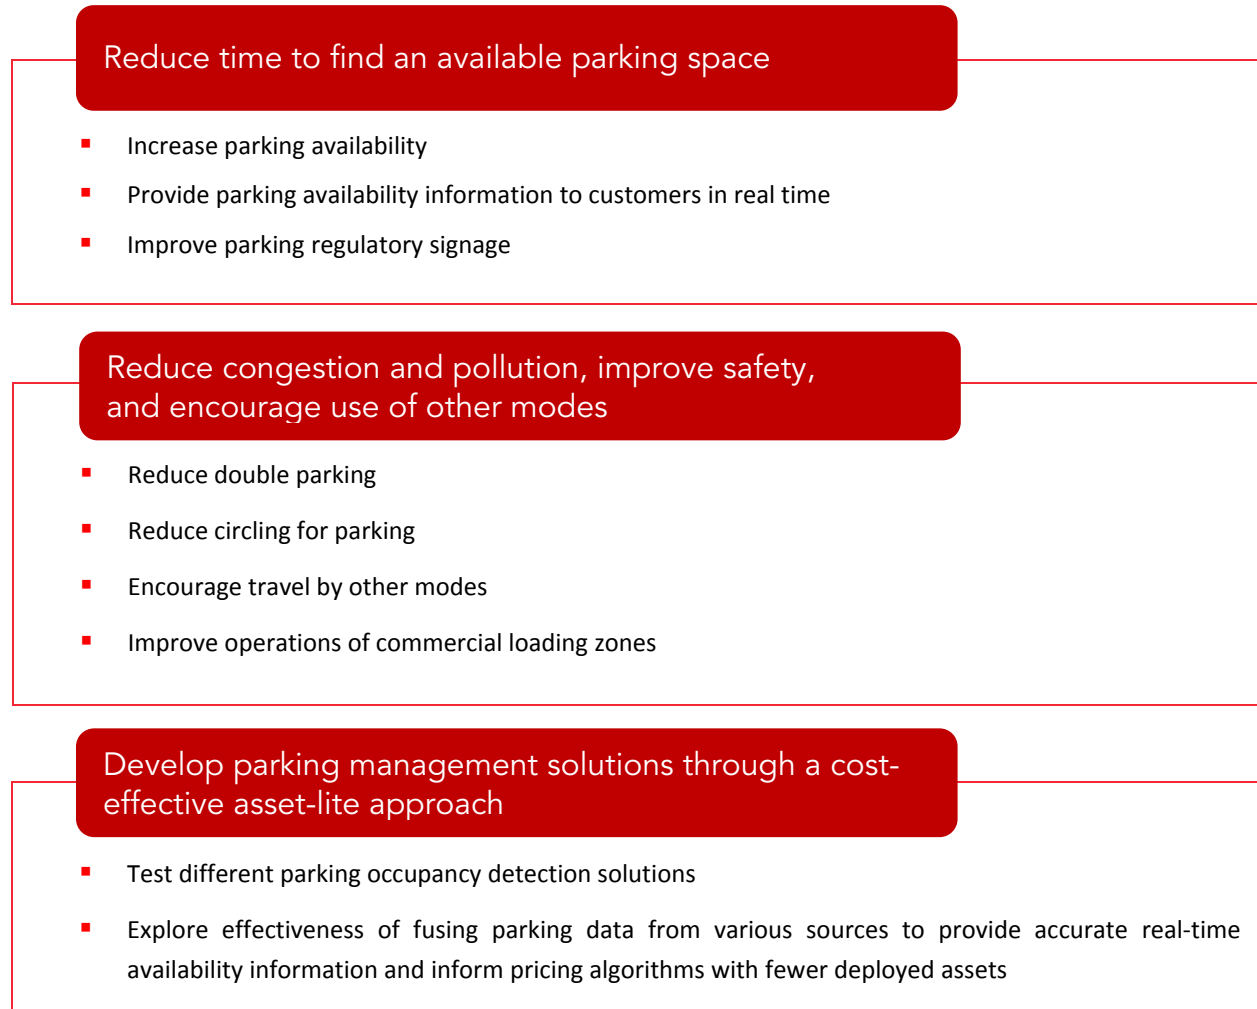 Reduce time to find an available parking space
▪ Increase parking availability
▪ Provide parking availability information to customers in real time
▪ Improve parking regulatory signage
Reduce congestion and pollution, improve safety,
and encourage use of other modes
▪ Reduce double parking
▪ Reduce circling for parking
▪ Encourage travel by other modes
▪ Improve operations of commercial loading zones
Develop parking management solutions through a cost-
effective asset-lite approach
▪ Test different parking occupancy detection solutions
▪ Explore effectiveness of fusing parking data from various sources to provide accurate real-time
availability information and inform pricing algorithms with fewer deployed assets